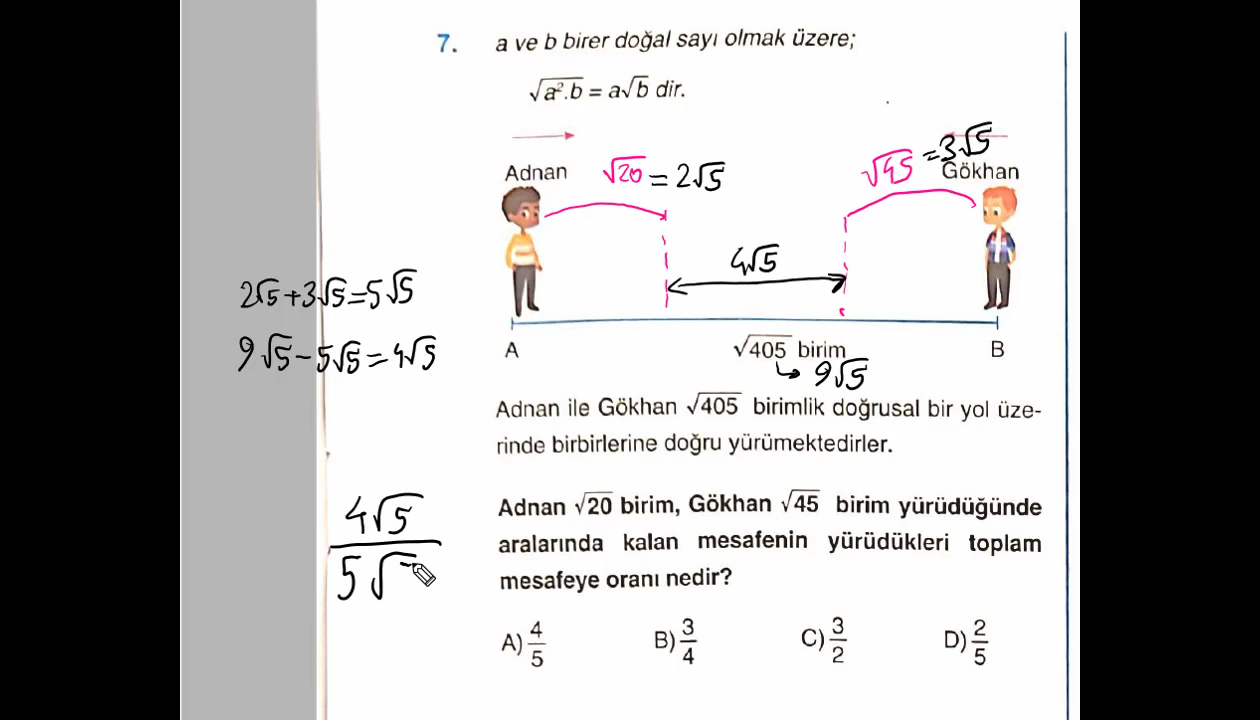 7. a ve b birer doğal sayı olmak üzere;
√a².b = a√b dir.
Adnan √20 = 2√5 √45 = 3√5 Gökhan
4√5
2√5 + 3√5 = 5√5
9√5 - 5√5 = 4√5
A √405 birim B
↳ 9√5
Adnan ile Gökhan √405 birimlik doğrusal bir yol üze-
rinde birbirlerine doğru yürümektedirler.
4√5
5√
Adnan √20 birim, Gökhan √45 birim yürüdüğünde
aralarında kalan mesafenin yürüdükleri toplam
mesafeye oranı nedir?
A) 4/5 B) 3/4 C) 3/2 D) 2/5